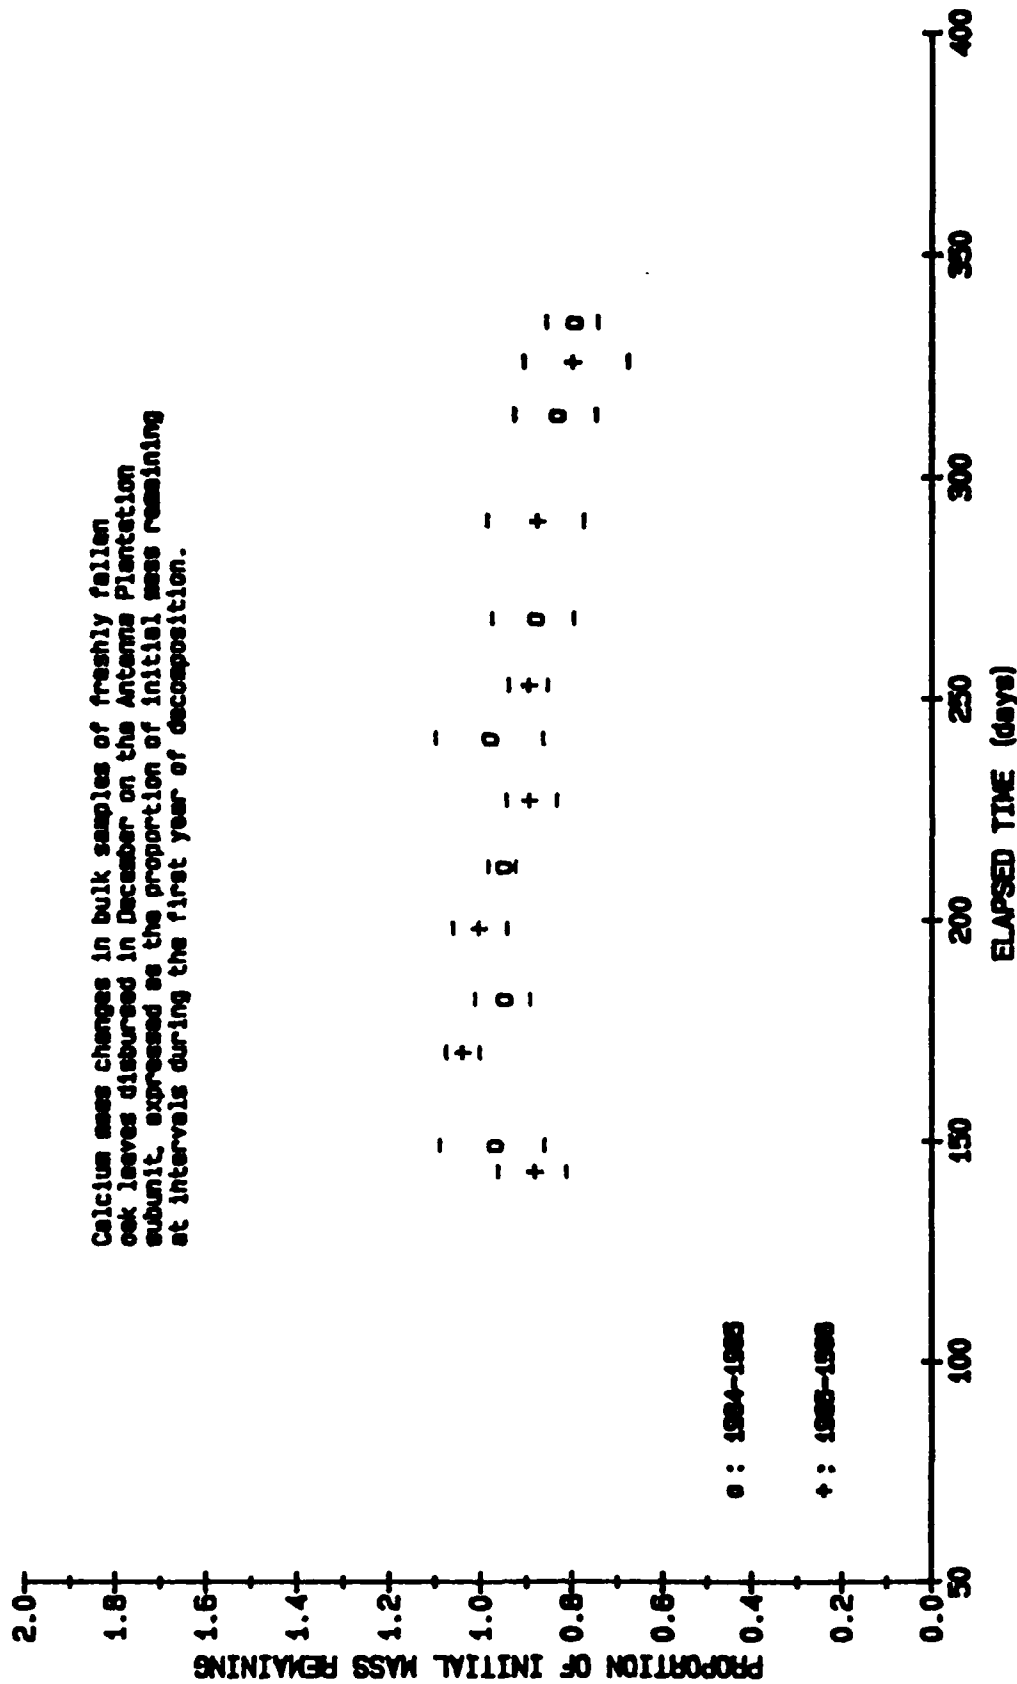 Calcium mass changes in bulk samples of freshly fallen
oak leaves disbursed in December on the Antenna Plantation
subunit, expressed as the proportion of initial mass remaining
at intervals during the first year of decomposition.
PROPORTION OF INITIAL MASS REMAINING
2.0
1.8
1.6
1.4
1.2
1.0
0.8
0.6
0.4
0.2
0.0
o : 1984-1985
+ : 1985-1986
50
100
150
200
250
300
350
400
ELAPSED TIME (days)